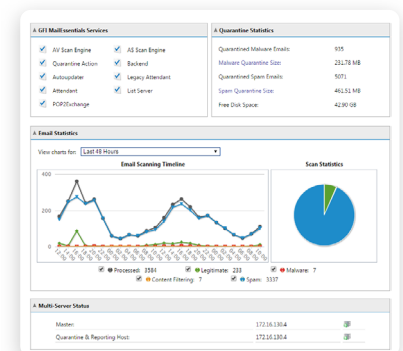 GFI MailEssentials Services
AV Scan Engine AS Scan Engine
Quarantine Action Backend
Autoupdater Legacy Attendant
Attendant List Server
POP2Exchange
Quarantine Statistics
Quarantined Malware Emails: 935
Malware Quarantine Size: 231.78 MB
Quarantined Spam Emails: 5071
Spam Quarantine Size: 461.51 MB
Free Disk Space: 42.90 GB
Email Statistics
View charts for: Last 48 Hours
Email Scanning Timeline
400
200
0
Processed: 3584 Legitimate: 233 Malware: 7
Content Filtering: 7 Spam: 3337
Scan Statistics
Multi-Server Status
Master: 172.16.130.4
Quarantine & Reporting Host: 172.16.130.4